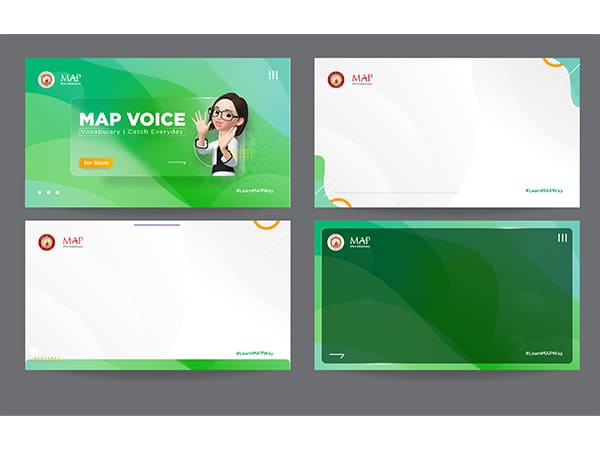 MAP
MAP VOICE
Vocabulary I Catch Everyday
for Store
#LearnMAPWay
MAP
#LearnMAPWay
MAP
#LearnMAPWay
MAP
#LearnMAPWay